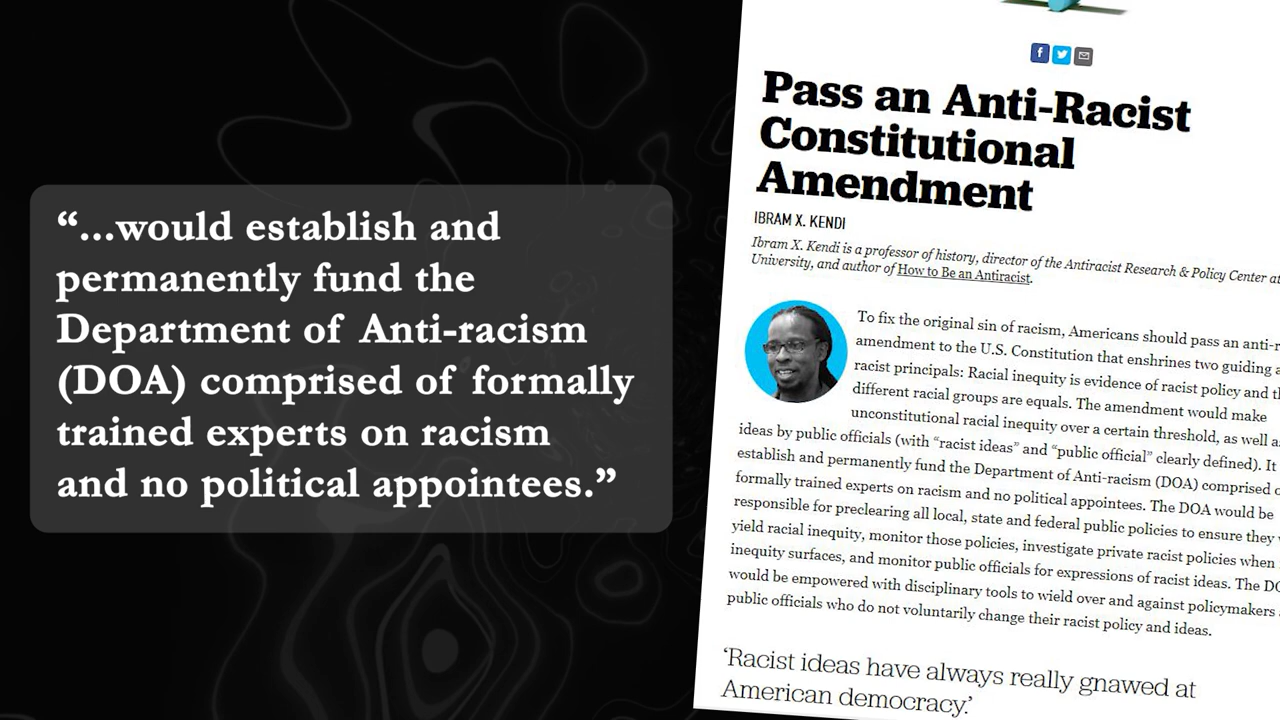 “...would establish and
permanently fund the
Department of Anti-racism
(DOA) comprised of formally
trained experts on racism
and no political appointees.”
f
Pass an Anti-Racist
Constitutional
Amendment
IBRAM X. KENDI
Ibram X. Kendi is a professor of history, director of the Antiracist Research & Policy Center at
University, and author of How to Be an Antiracist.
To fix the original sin of racism, Americans should pass an anti-r
amendment to the U.S. Constitution that enshrines two guiding a
racist principals: Racial inequity is evidence of racist policy and th
different racial groups are equals. The amendment would make
unconstitutional racial inequity over a certain threshold, as well as
ideas by public officials (with “racist ideas” and “public official” clearly defined). It
establish and permanently fund the Department of Anti-racism (DOA) comprised o
formally trained experts on racism and no political appointees. The DOA would be
responsible for preclearing all local, state and federal public policies to ensure they
yield racial inequity, monitor those policies, investigate private racist policies when
inequity surfaces, and monitor public officials for expressions of racist ideas. The DO
would be empowered with disciplinary tools to wield over and against policymakers
public officials who do not voluntarily change their racist policy and ideas.
‘Racist ideas have always really gnawed at
American democracy.’